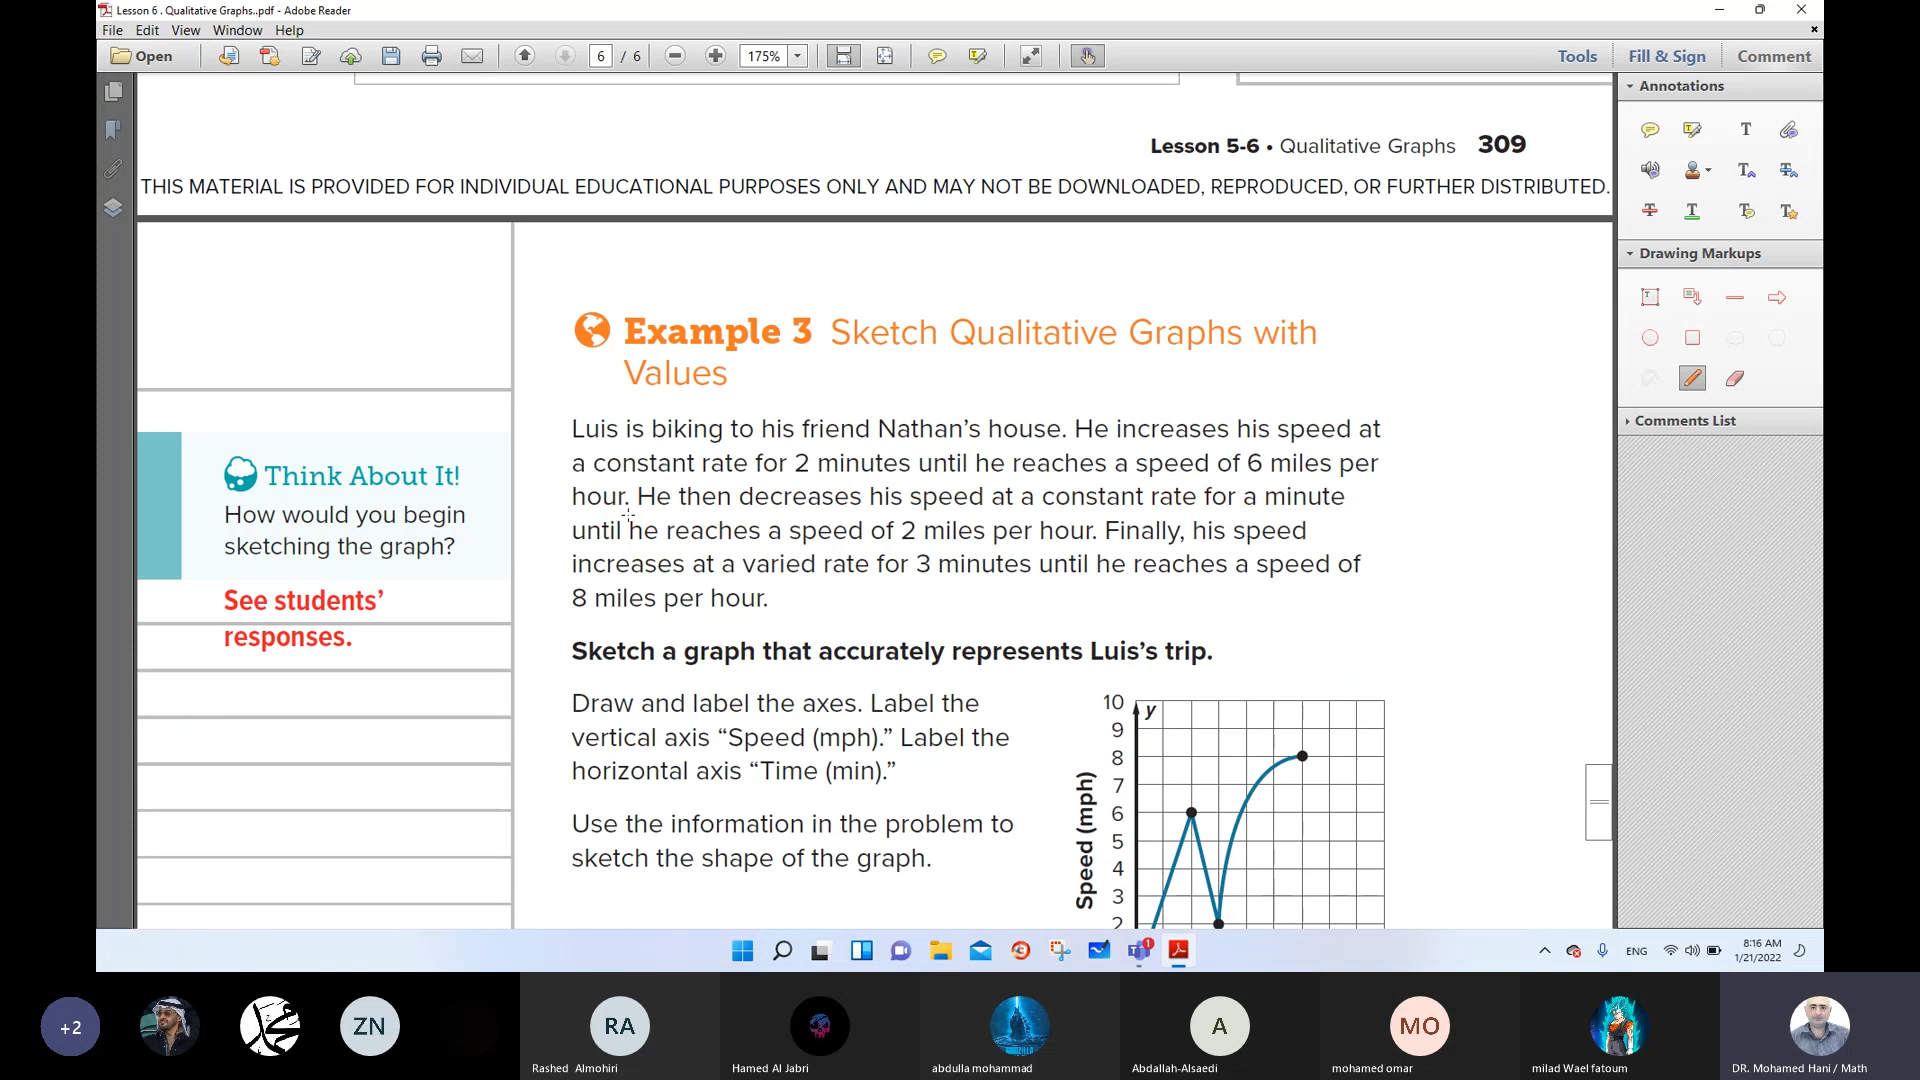 Lesson 6 . Qualitative Graphs..pdf - Adobe Reader
File Edit View Window Help
Open 6 / 6 175% Tools Fill & Sign Comment
Annotations
Lesson 5-6 • Qualitative Graphs 309
THIS MATERIAL IS PROVIDED FOR INDIVIDUAL EDUCATIONAL PURPOSES ONLY AND MAY NOT BE DOWNLOADED, REPRODUCED, OR FURTHER DISTRIBUTED.
Drawing Markups
Comments List
Example 3 Sketch Qualitative Graphs with
Values
Luis is biking to his friend Nathan's house. He increases his speed at
a constant rate for 2 minutes until he reaches a speed of 6 miles per
hour. He then decreases his speed at a constant rate for a minute
until he reaches a speed of 2 miles per hour. Finally, his speed
increases at a varied rate for 3 minutes until he reaches a speed of
8 miles per hour.
Think About It!
How would you begin
sketching the graph?
See students'
responses.
Sketch a graph that accurately represents Luis's trip.
Draw and label the axes. Label the
vertical axis “Speed (mph).” Label the
horizontal axis “Time (min).”
Use the information in the problem to
sketch the shape of the graph.
10
9
8
7
6
5
4
3
2
y
Speed (mph)
1
ENG
8:16 AM
1/21/2022
+2
ZN
RA
A
MO
Rashed Almohiri
Hamed Al Jabri
abdulla mohammad
Abdallah-Alsaedi
mohamed omar
milad Wael fatoum
DR. Mohamed Hani / Math